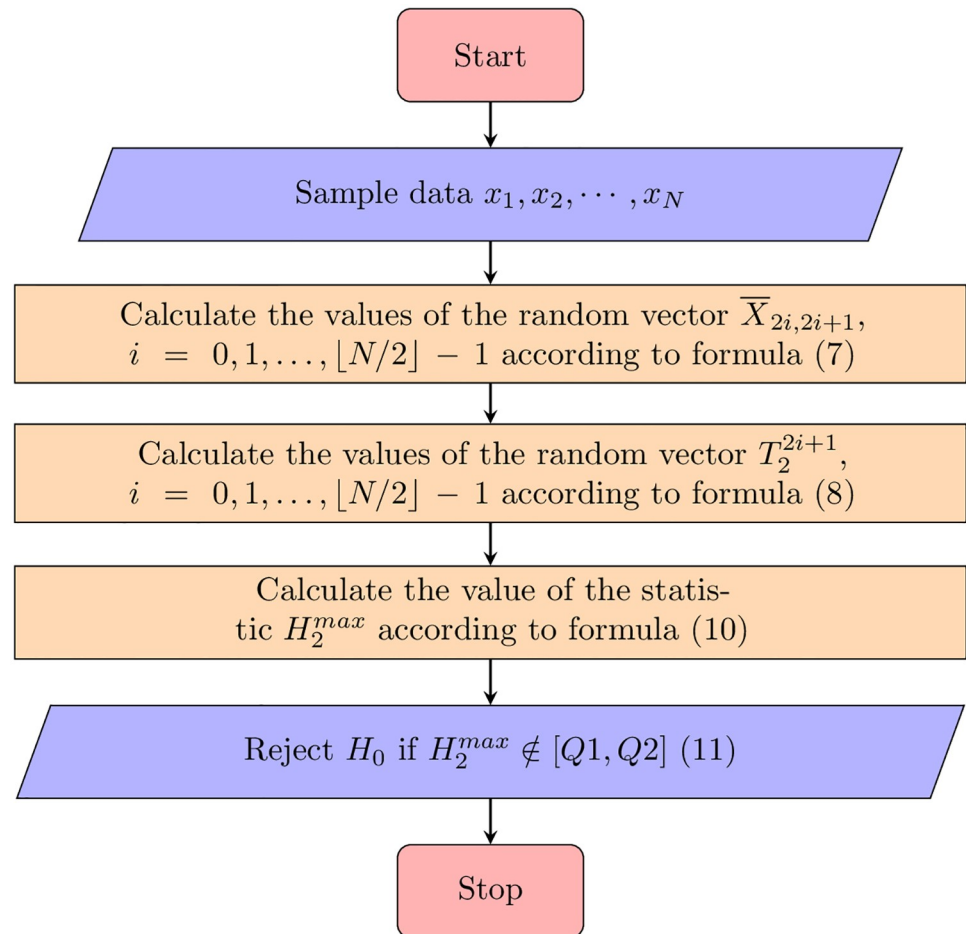 Start
Sample data x₁, x₂, ⋯ , x_N
Calculate the values of the random vector X̅_{2i,2i+1},
i = 0, 1, . . . , ⌊N/2⌋ − 1 according to formula (7)
Calculate the values of the random vector T_2^{2i+1},
i = 0, 1, . . . , ⌊N/2⌋ − 1 according to formula (8)
Calculate the value of the statis-
tic H_2^{max} according to formula (10)
Reject H₀ if H_2^{max} ∉ [Q1, Q2] (11)
Stop